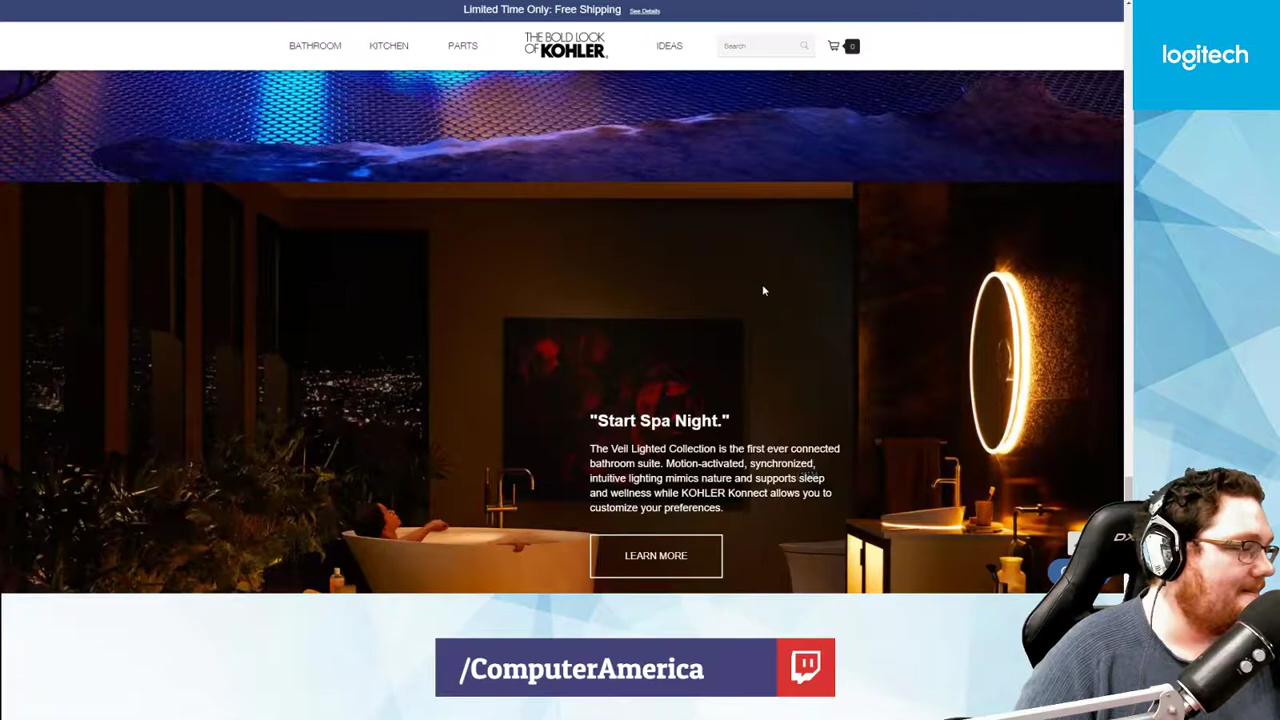 Limited Time Only: Free Shipping See Details
BATHROOM
KITCHEN
PARTS
THE BOLD LOOK
OF KOHLER®
IDEAS
Search
0
logitech
"Start Spa Night."
The Veil Lighted Collection is the first ever connected
bathroom suite. Motion-activated, synchronized,
intuitive lighting mimics nature and supports sleep
and wellness while KOHLER Konnect allows you to
customize your preferences.
LEARN MORE
DX
/ComputerAmerica